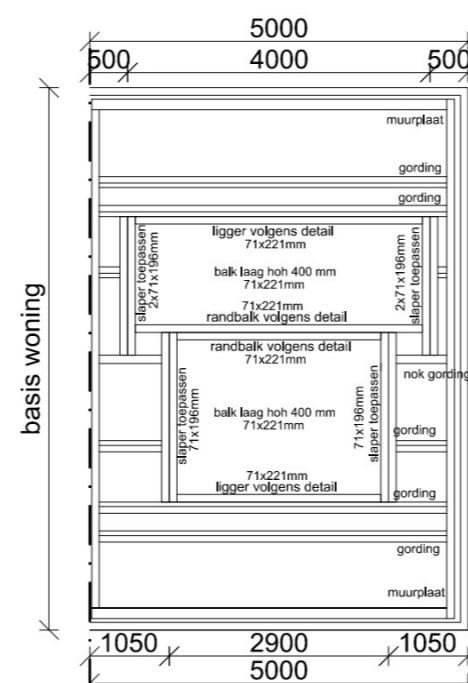 5000
500 4000 500
muurplaat
gording
gording
ligger volgens detail
71x221mm
slaper toepassen
2x71x196mm
balk laag hoh 400 mm
71x221mm
2x71x196mm
slaper toepassen
71x221mm
randbalk volgens detail
basis woning
randbalk volgens detail
71x221mm
nok gording
slaper toepassen
71x196mm
balk laag hoh 400 mm
71x221mm
71x196mm
slaper toepassen
gording
71x221mm
ligger volgens detail
gording
gording
muurplaat
1050 2900 1050
5000